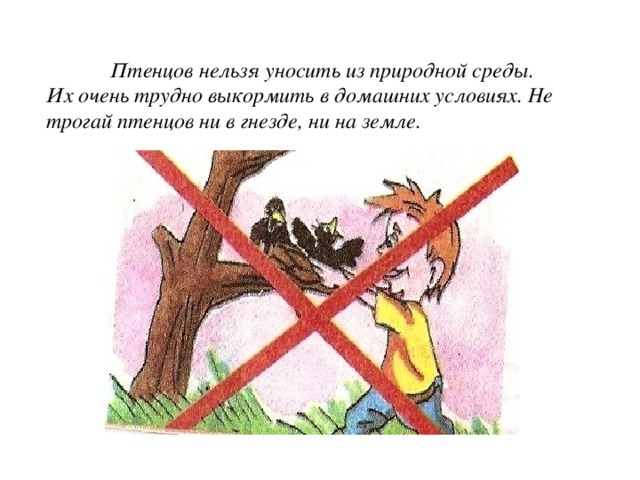 Птенцов нельзя уносить из природной среды.
Их очень трудно выкормить в домашних условиях. Не
трогай птенцов ни в гнезде, ни на земле.